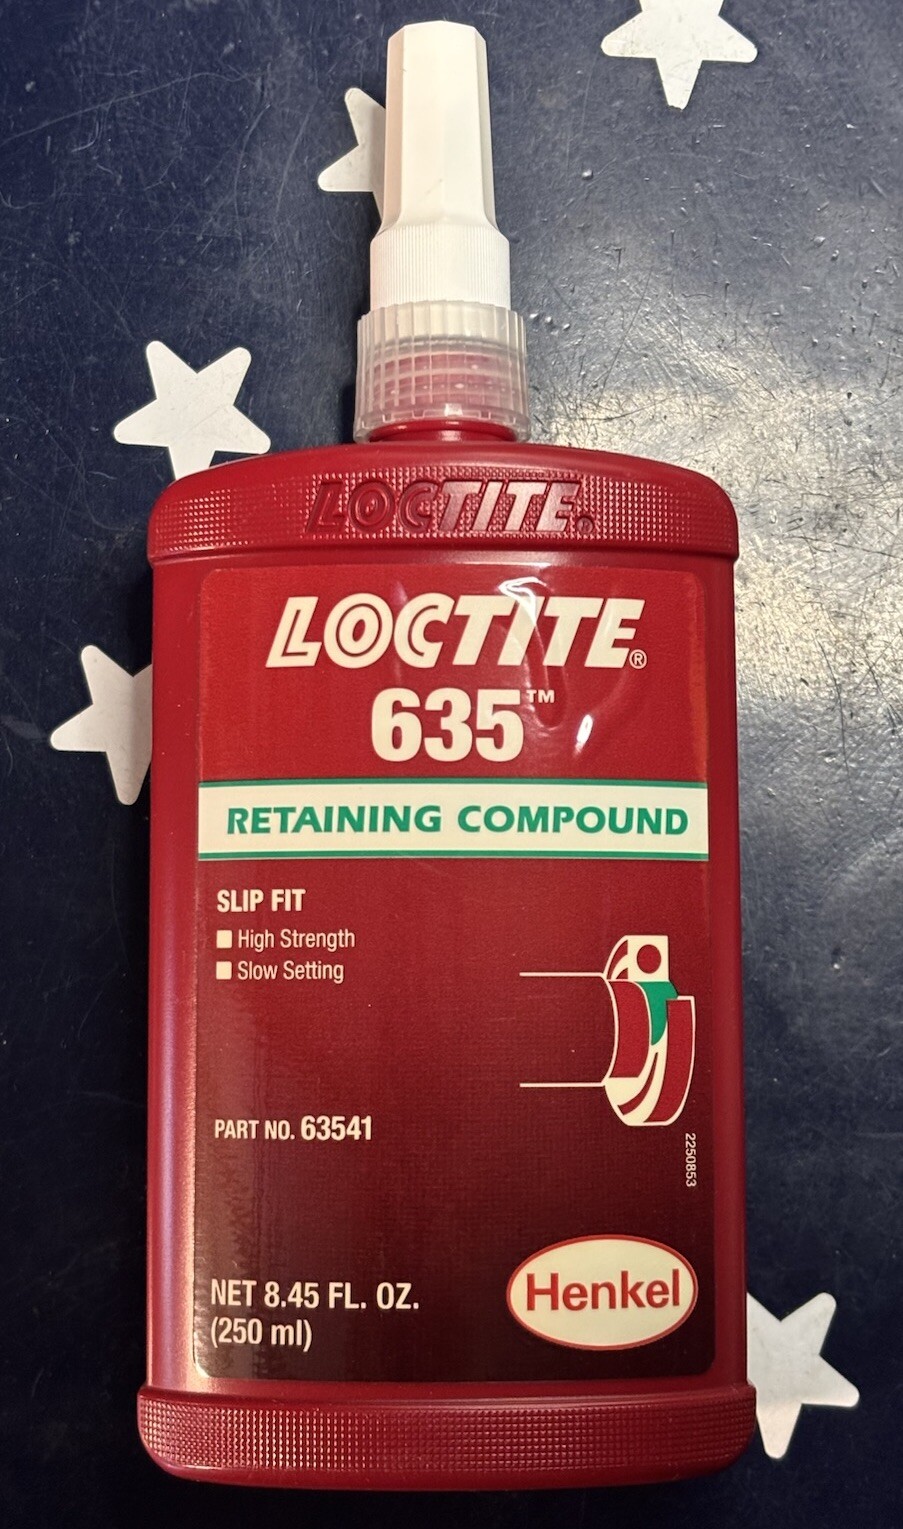 LOCTITE®
LOCTITE®
635™
RETAINING COMPOUND
SLIP FIT
High Strength
Slow Setting
PART NO. 63541
2250853
NET 8.45 FL. OZ.
(250 ml)
Henkel